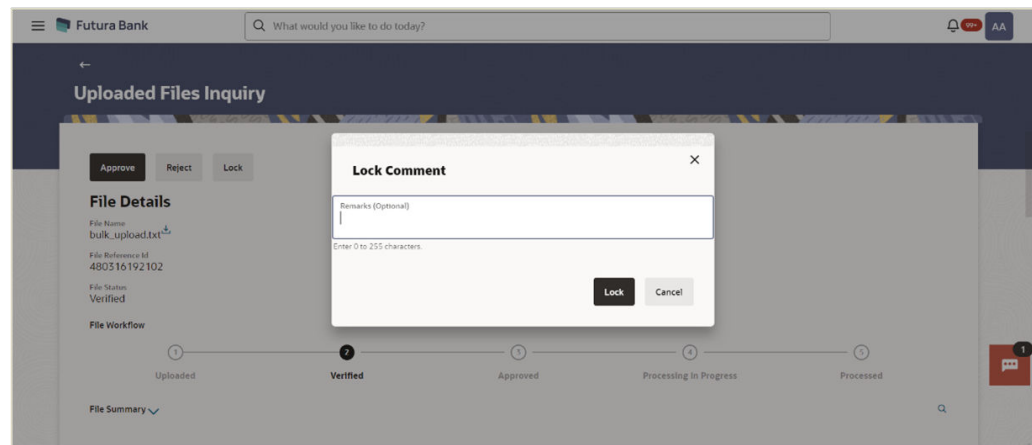 Futura Bank
What would you like to do today?
99+
AA
Uploaded Files Inquiry
Approve Reject Lock
Lock Comment
Remarks (Optional)
Enter 0 to 255 characters.
Lock Cancel
File Details
File Name
bulk_upload.txt
File Reference Id
480316192102
File Status
Verified
File Workflow
1 2 3 4 5
Uploaded Verified Approved Processing In Progress Processed
File Summary
1